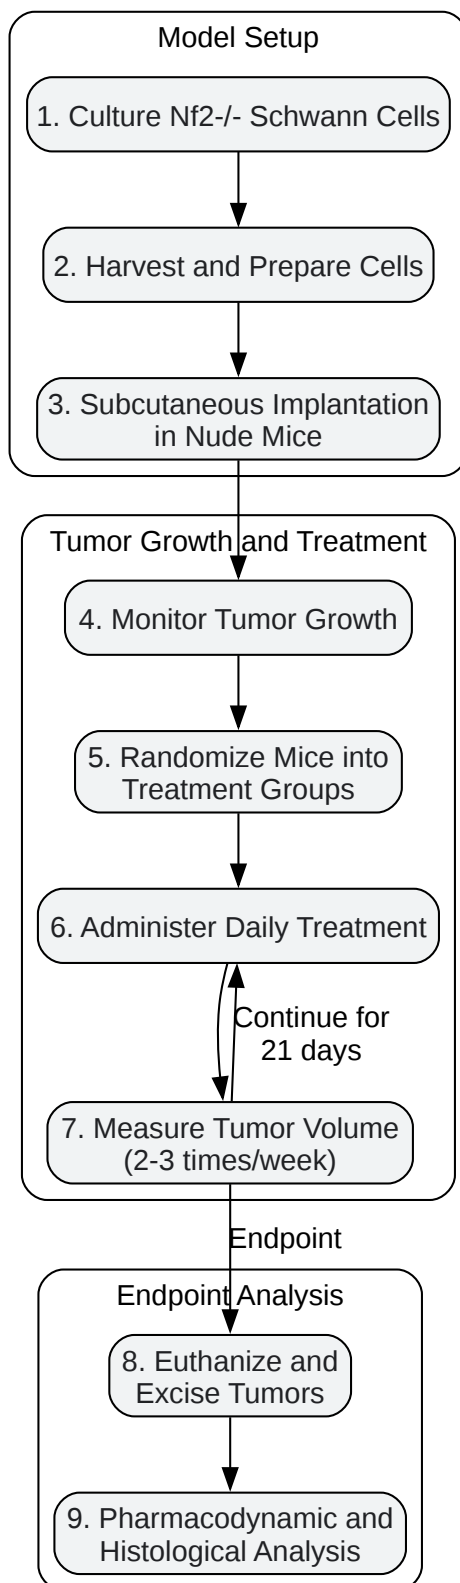 Model Setup
1. Culture Nf2-/- Schwann Cells
2. Harvest and Prepare Cells
3. Subcutaneous Implantation
in Nude Mice
Tumor Growth and Treatment
4. Monitor Tumor Growth
5. Randomize Mice into
Treatment Groups
6. Administer Daily Treatment
Continue for
21 days
7. Measure Tumor Volume
(2-3 times/week)
Endpoint
Endpoint Analysis
8. Euthanize and
Excise Tumors
9. Pharmacodynamic and
Histological Analysis